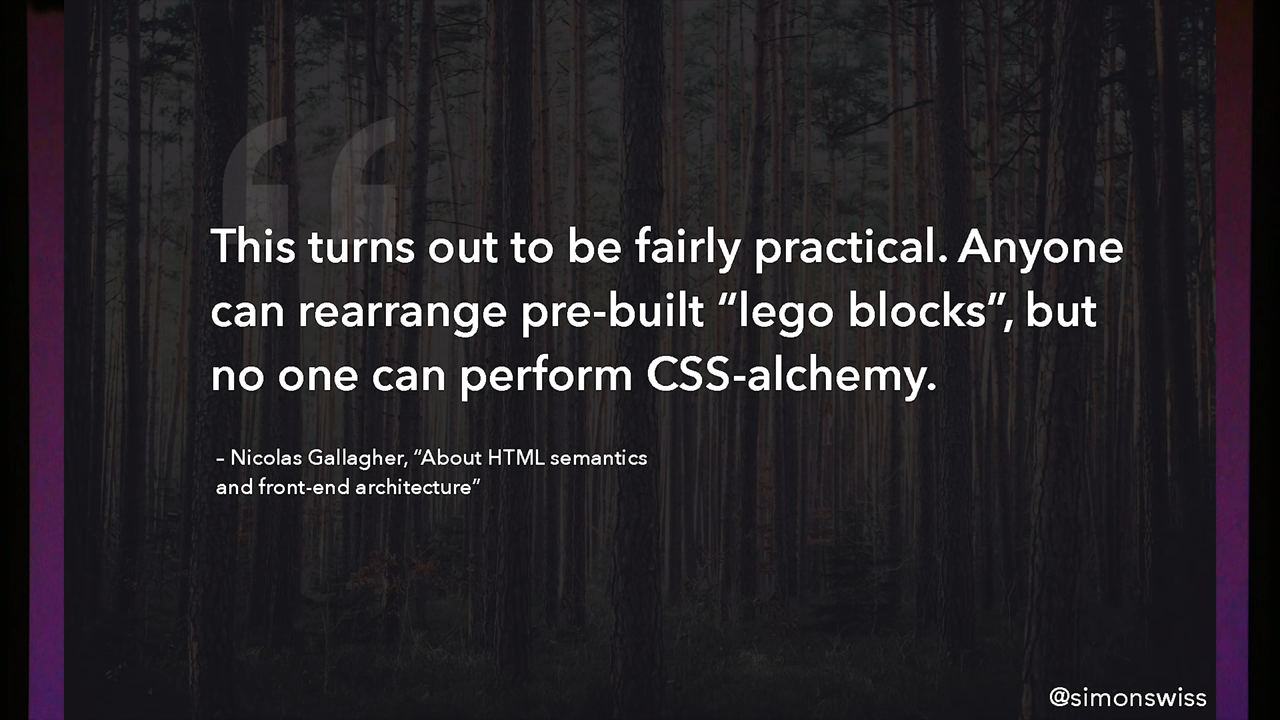 This turns out to be fairly practical. Anyone
can rearrange pre-built “lego blocks”, but
no one can perform CSS-alchemy.
– Nicolas Gallagher, “About HTML semantics
and front-end architecture”
@simonswiss